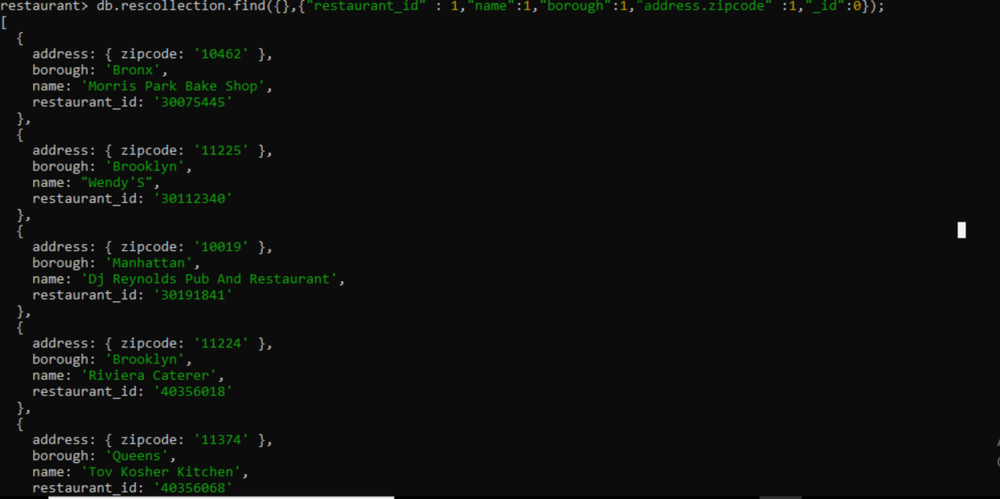 restaurant> db.rescollection.find({},{"restaurant_id" : 1,"name":1,"borough":1,"address.zipcode" :1,"_id":0});
[
  {
    address: { zipcode: '10462' },
    borough: 'Bronx',
    name: 'Morris Park Bake Shop',
    restaurant_id: '30075445'
  },
  {
    address: { zipcode: '11225' },
    borough: 'Brooklyn',
    name: "Wendy'S",
    restaurant_id: '30112340'
  },
  {
    address: { zipcode: '10019' },
    borough: 'Manhattan',
    name: 'Dj Reynolds Pub And Restaurant',
    restaurant_id: '30191841'
  },
  {
    address: { zipcode: '11224' },
    borough: 'Brooklyn',
    name: 'Riviera Caterer',
    restaurant_id: '40356018'
  },
  {
    address: { zipcode: '11374' },
    borough: 'Queens',
    name: 'Tov Kosher Kitchen',
    restaurant_id: '40356068'